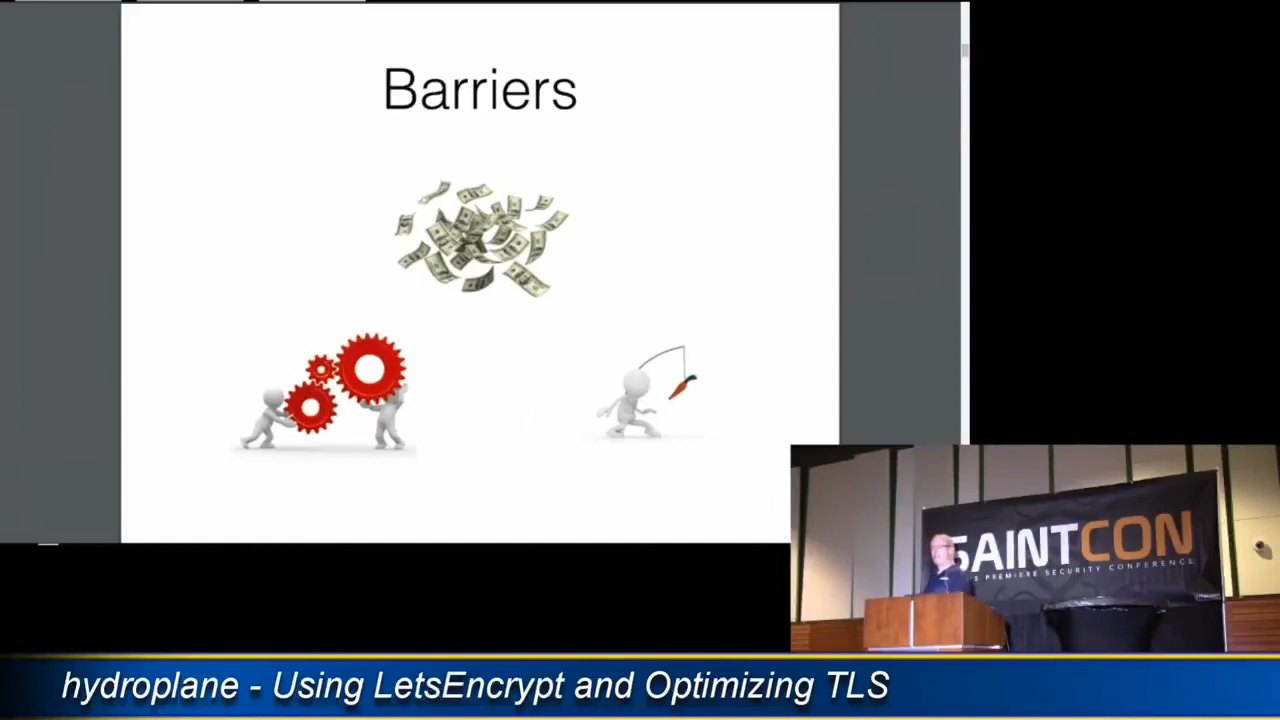 Barriers
SAINTCON
S PREMIERE SECURITY CONFERENCE
hydroplane - Using LetsEncrypt and Optimizing TLS